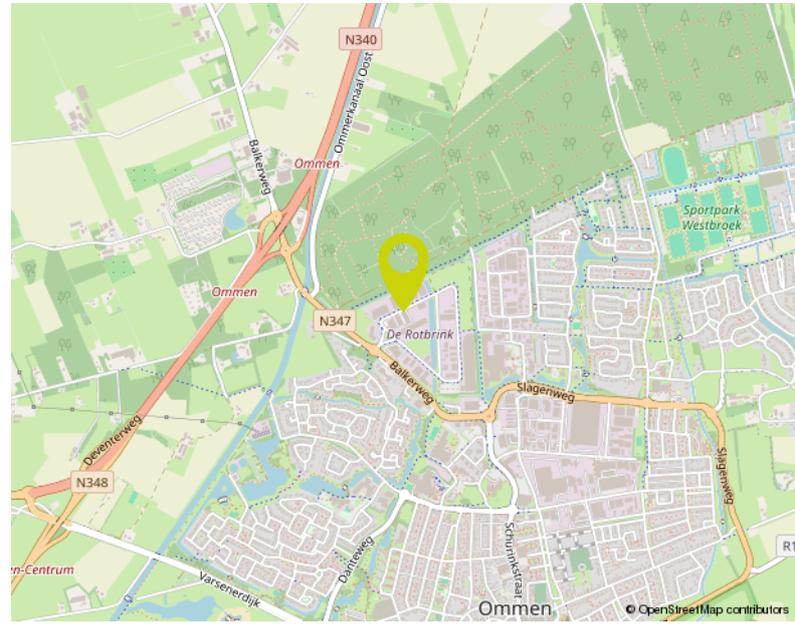 N340
Ommerkanaal Oost
Balkerweg
Ommen
Sportpark
Westbroek
Ommen
N347
De Rotbrink
Balkerweg
Slagenweg
Deventerweg
Slagenweg
N348
R1
en-Centrum
Varsenerdijk
Danteweg
Schurinkstraat
Ommen
© OpenStreetMap contributors